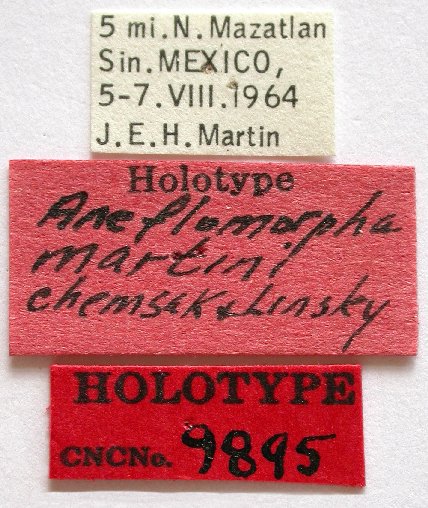 5 mi. N. Mazatlan
Sin. MEXICO,
5-7. VIII. 1964
J. E. H. Martin
Holotype
Aneflomorpha
martini
chemsak & Linsky
HOLOTYPE
CNCNo. 9895